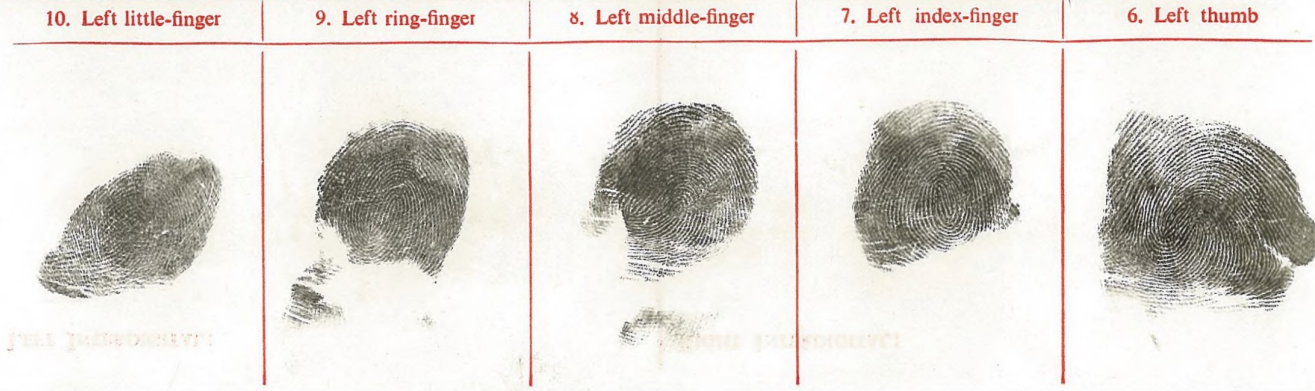 10. Left little-finger
9. Left ring-finger
8. Left middle-finger
7. Left index-finger
6. Left thumb